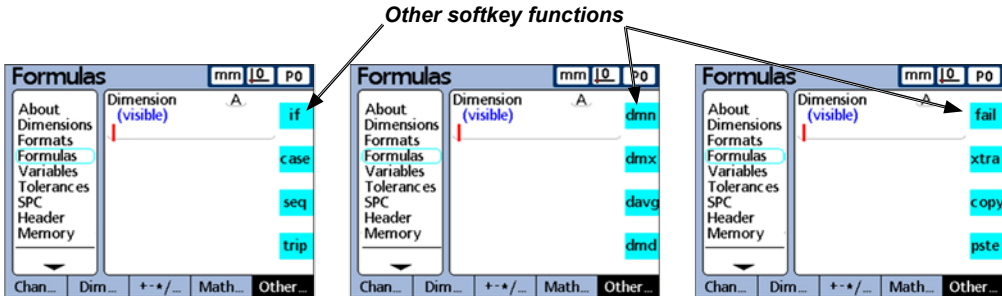 Other softkey functions
Formulas mm 0 P0
About
Dimensions
Formats
Formulas
Variables
Tolerances
SPC
Header
Memory
Dimension A
(visible)
if
case
seq
trip
Chan... Dim... +-*/... Math... Other...
Formulas mm 0 P0
About
Dimensions
Formats
Formulas
Variables
Tolerances
SPC
Header
Memory
Dimension A
(visible)
dmn
dmx
davg
dmd
Chan... Dim... +-*/... Math... Other...
Formulas mm 0 P0
About
Dimensions
Formats
Formulas
Variables
Tolerances
SPC
Header
Memory
Dimension A
(visible)
fail
xtra
copy
pste
Chan... Dim... +-*/... Math... Other...